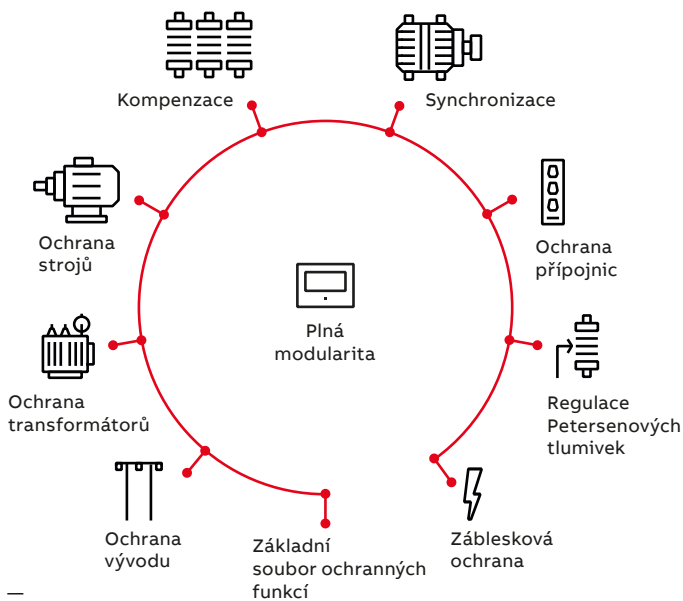 Kompenzace
Synchronizace
Ochrana
strojů
Ochrana
přípojnic
Plná
modularita
Ochrana
transformátorů
Regulace
Petersenových
tlumivek
Ochrana
vývodu
Základní
soubor ochranných
funkcí
Záblesková
ochrana
—